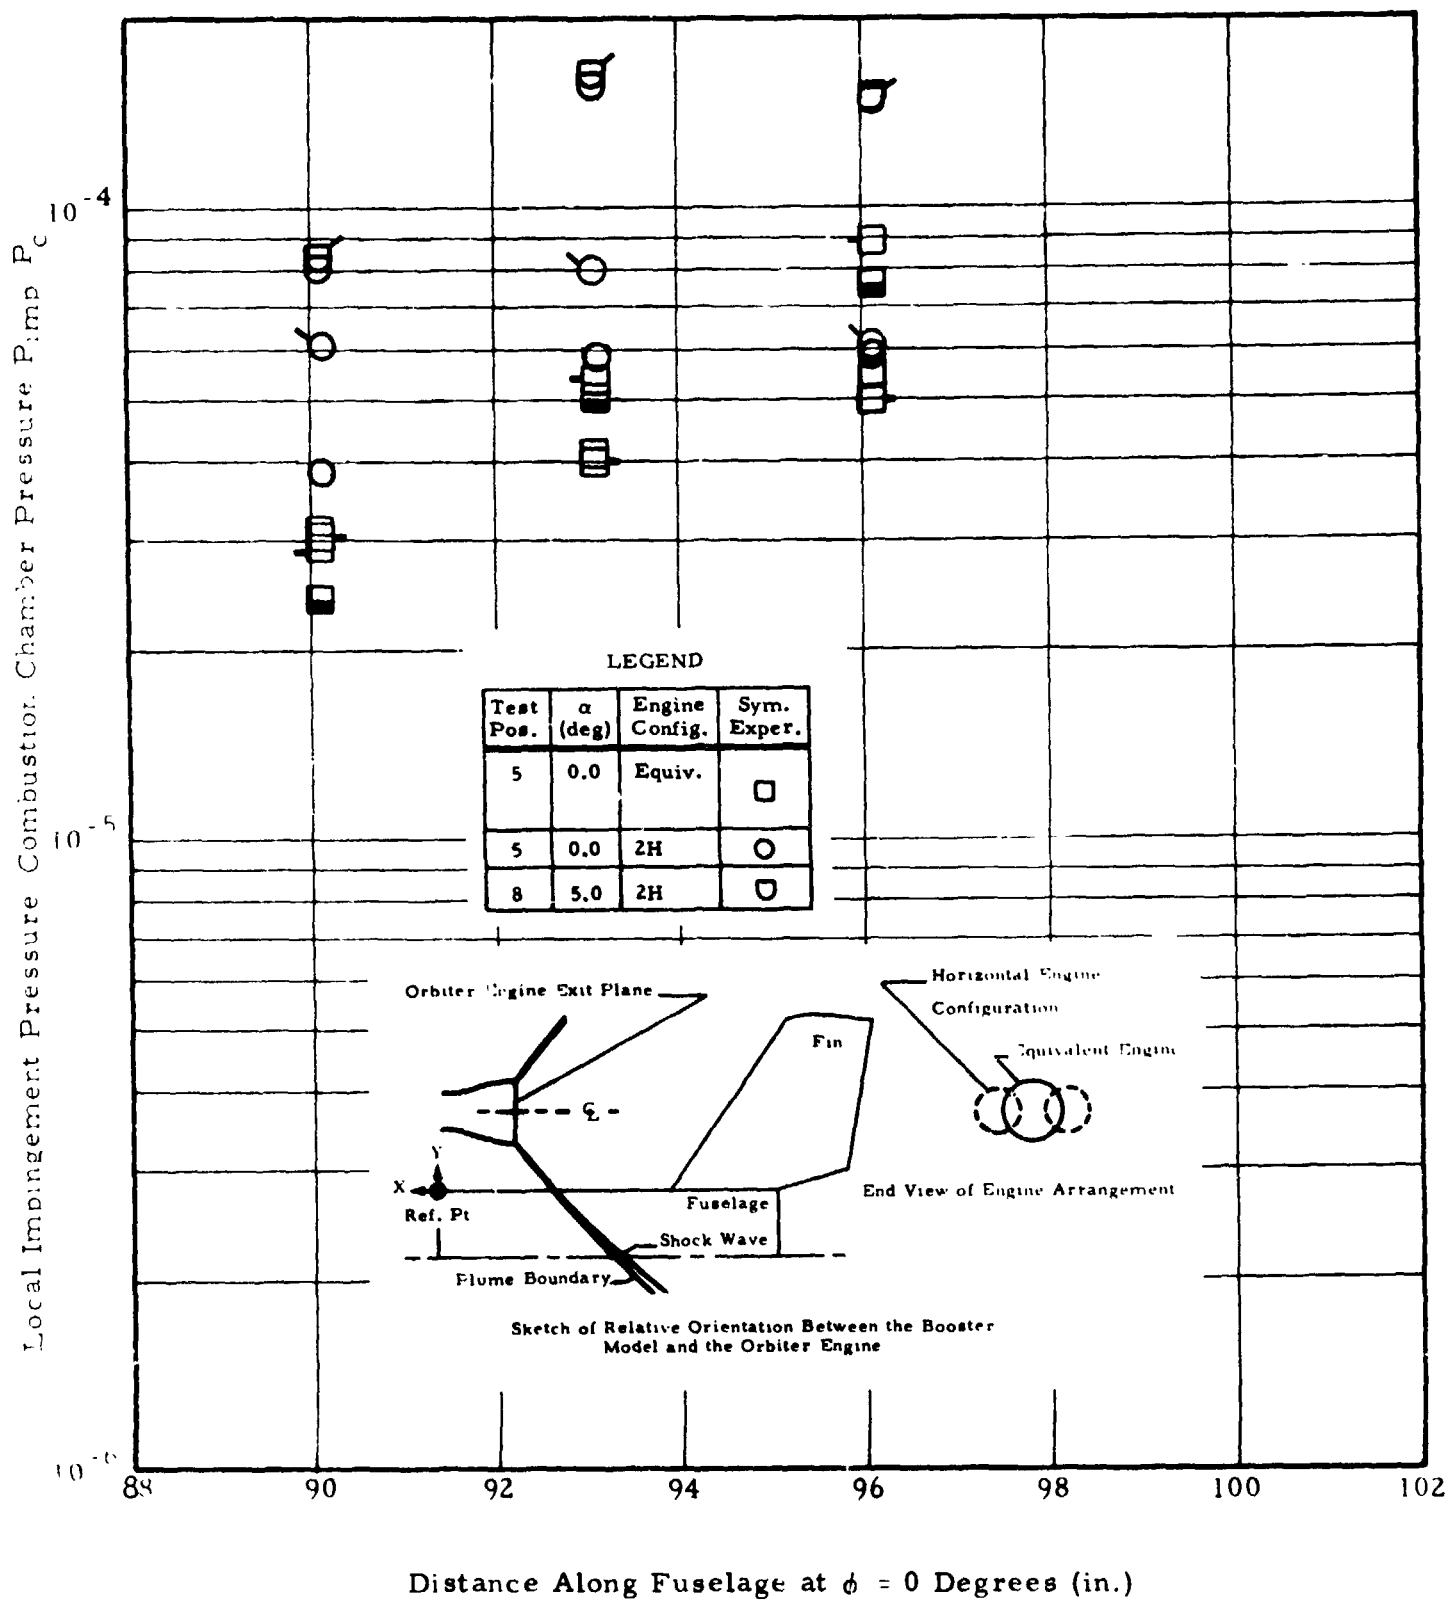 Local Impingement Pressure Combustion Chamber Pressure P
c
10-4
10-5
88
90
92
94
96
98
100
102
Distance Along Fuselage at ϕ = 0 Degrees (in.)
LEGEND
Test Pos. α (deg) Engine Config. Sym. Exper.
5 0.0 Equiv.
5 0.0 2H
8 5.0 2H
Orbiter Engine Exit Plane
Horizontal Engine
Configuration
Fin
Equivalent Engine
℄
Y
X
Ref. Pt
Fuselage
Shock Wave
Plume Boundary
End View of Engine Arrangement
Sketch of Relative Orientation Between the Booster
Model and the Orbiter Engine